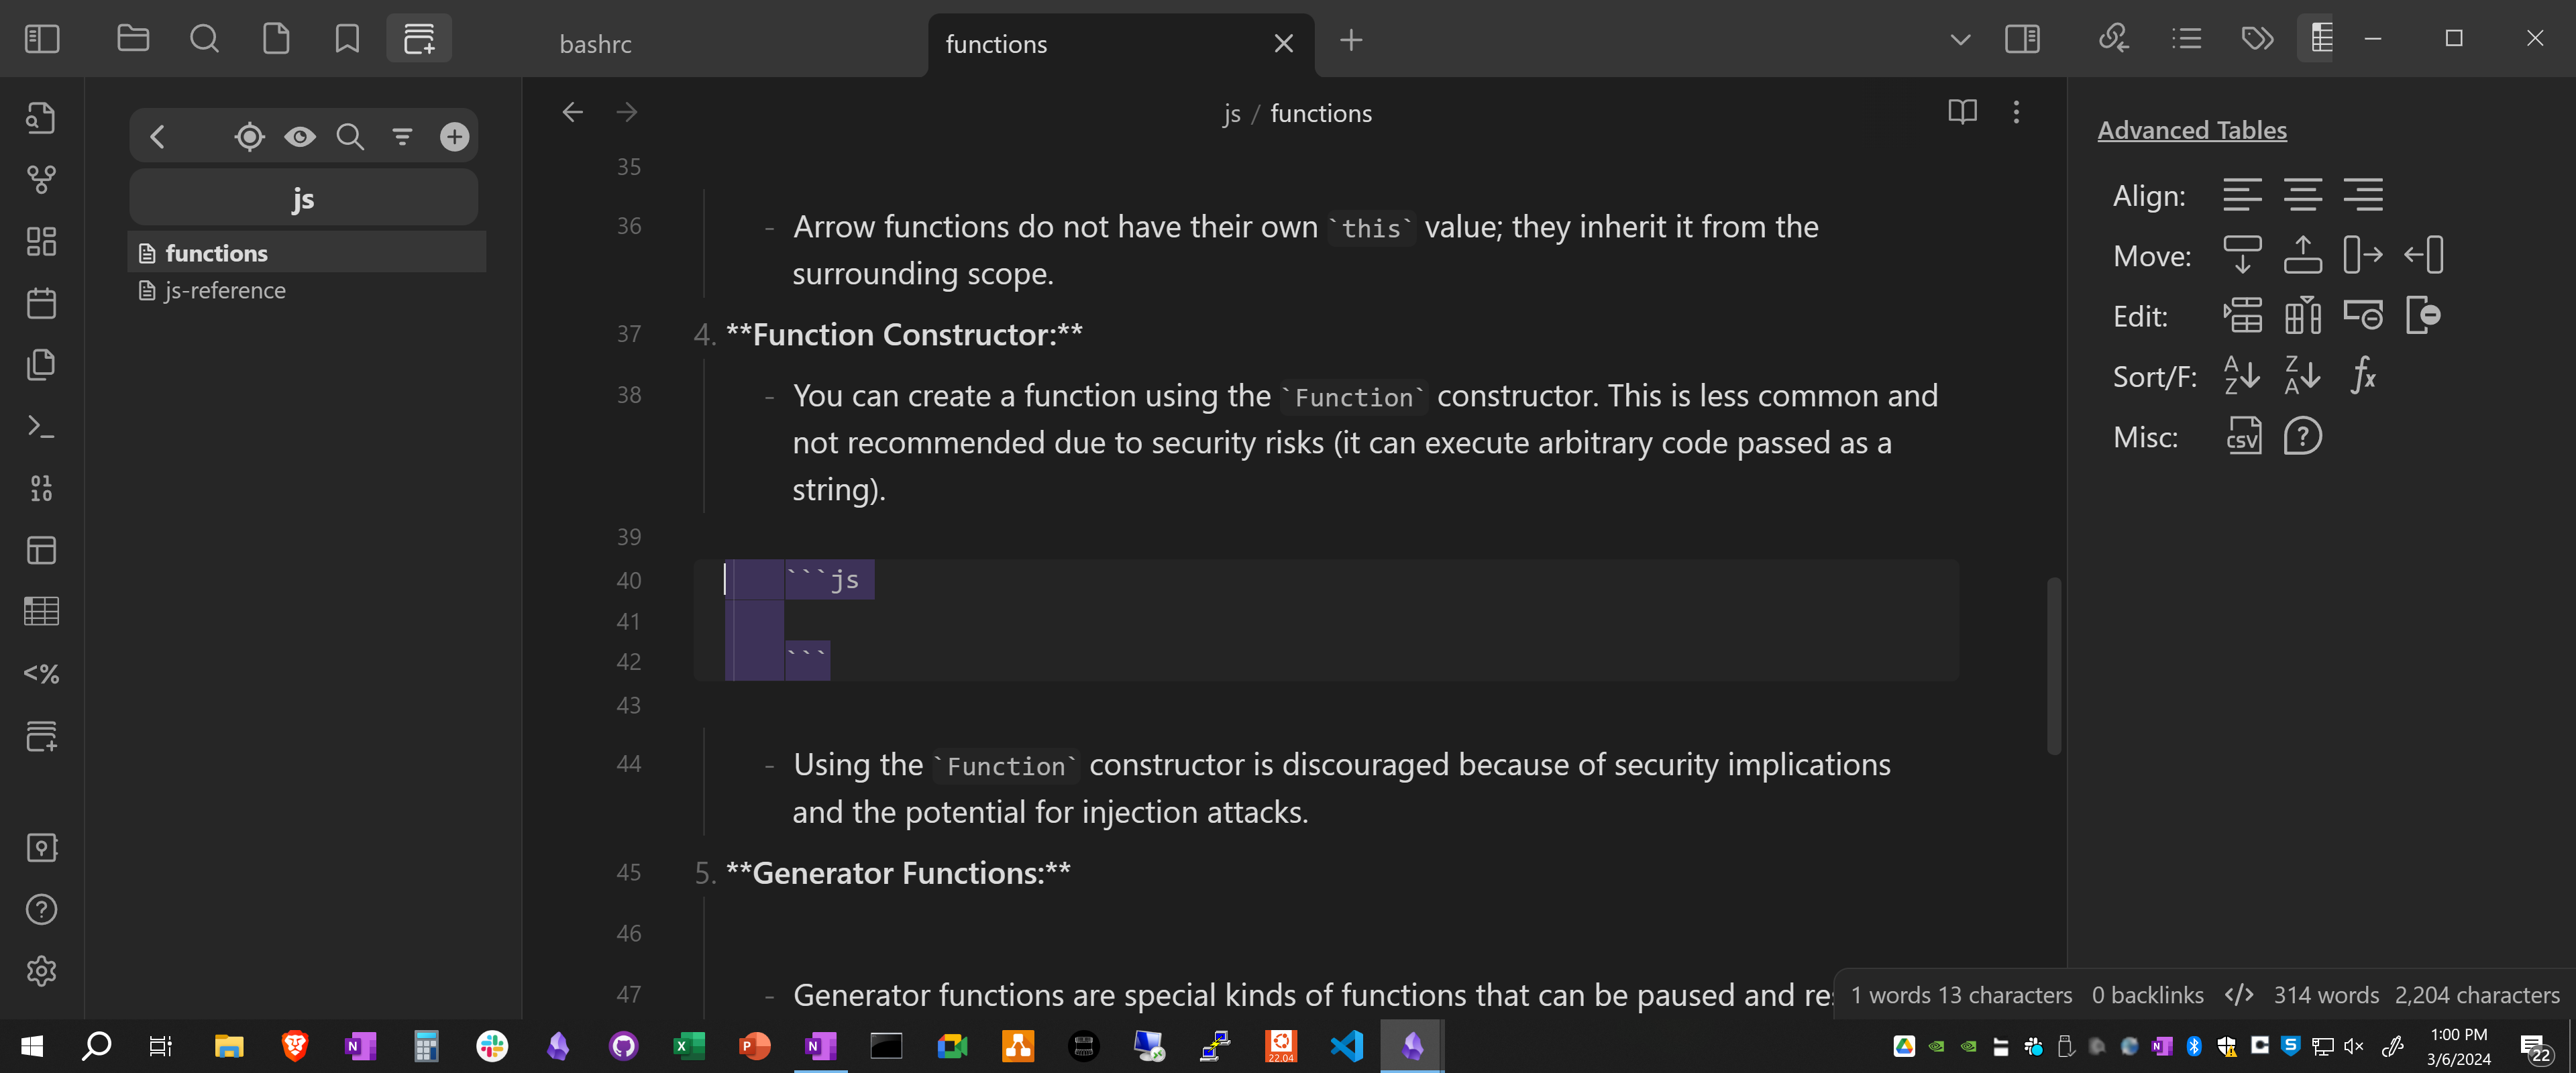 bashrc
functions
js / functions
Advanced Tables
js
functions
js-reference
Align:
Move:
Edit:
Sort/F:
Misc:
CSV
01
10
<%
35
36 - Arrow functions do not have their own `this` value; they inherit it from the
surrounding scope.
37 4. **Function Constructor:**
38 - You can create a function using the `Function` constructor. This is less common and
not recommended due to security risks (it can execute arbitrary code passed as a
string).
39
40 ```js
41
42 ```
43
44 - Using the `Function` constructor is discouraged because of security implications
and the potential for injection attacks.
45 5. **Generator Functions:**
46
47 - Generator functions are special kinds of functions that can be paused and re
1 words 13 characters 0 backlinks </> 314 words 2,204 characters
22.04
1:00 PM
3/6/2024
22